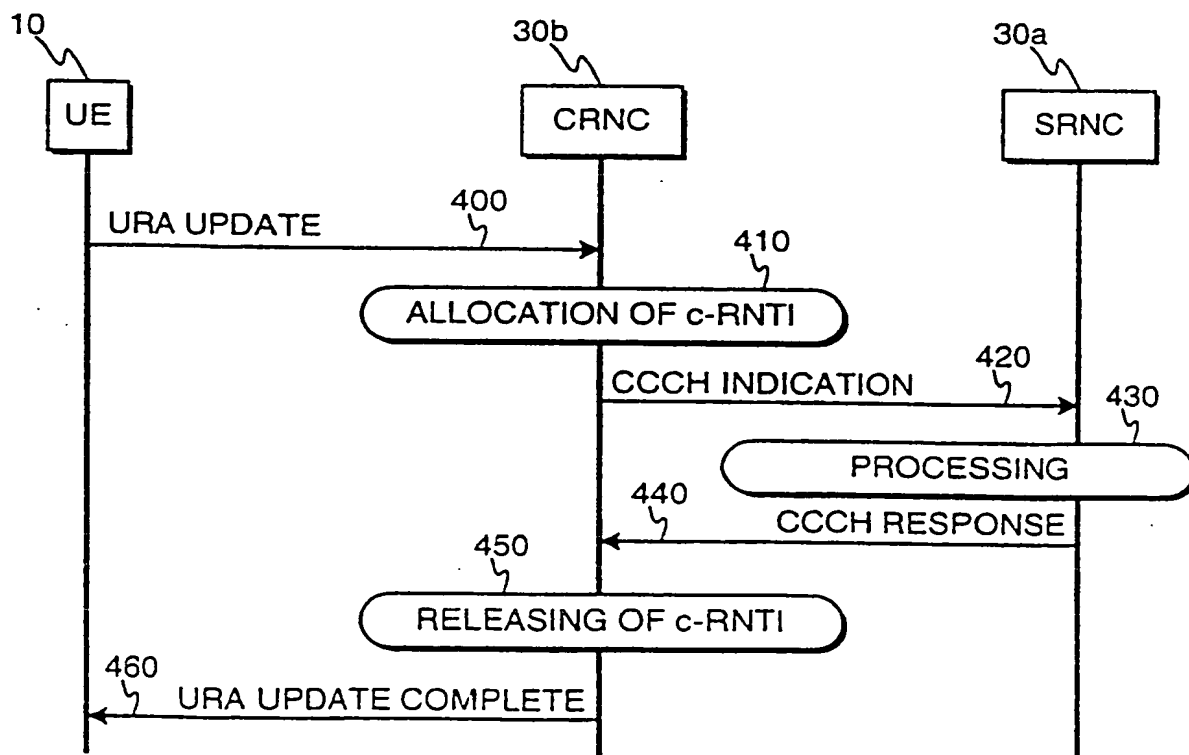 10
30b
30a
UE
CRNC
SRNC
400
URA UPDATE
410
ALLOCATION OF c-RNTI
420
CCCH INDICATION
430
PROCESSING
440
CCCH RESPONSE
450
RELEASING OF c-RNTI
460
URA UPDATE COMPLETE